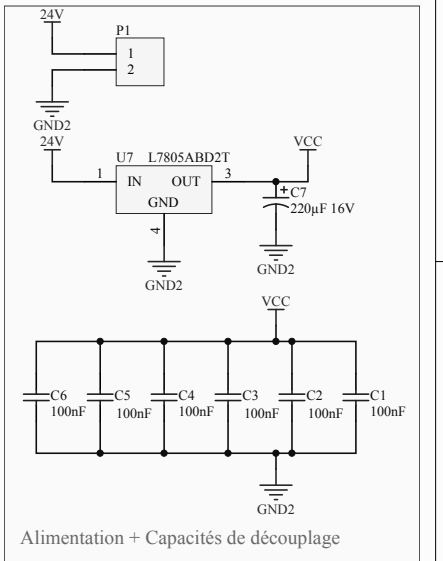 24V
P1
1
2
GND2
24V
U7 L7805ABD2T
VCC
1 IN OUT 3
GND
+
C7
220µF 16V
4
GND2
GND2
VCC
C6 C5 C4 C3 C2 C1
100nF 100nF 100nF 100nF 100nF 100nF
GND2
Alimentation + Capacités de découplage